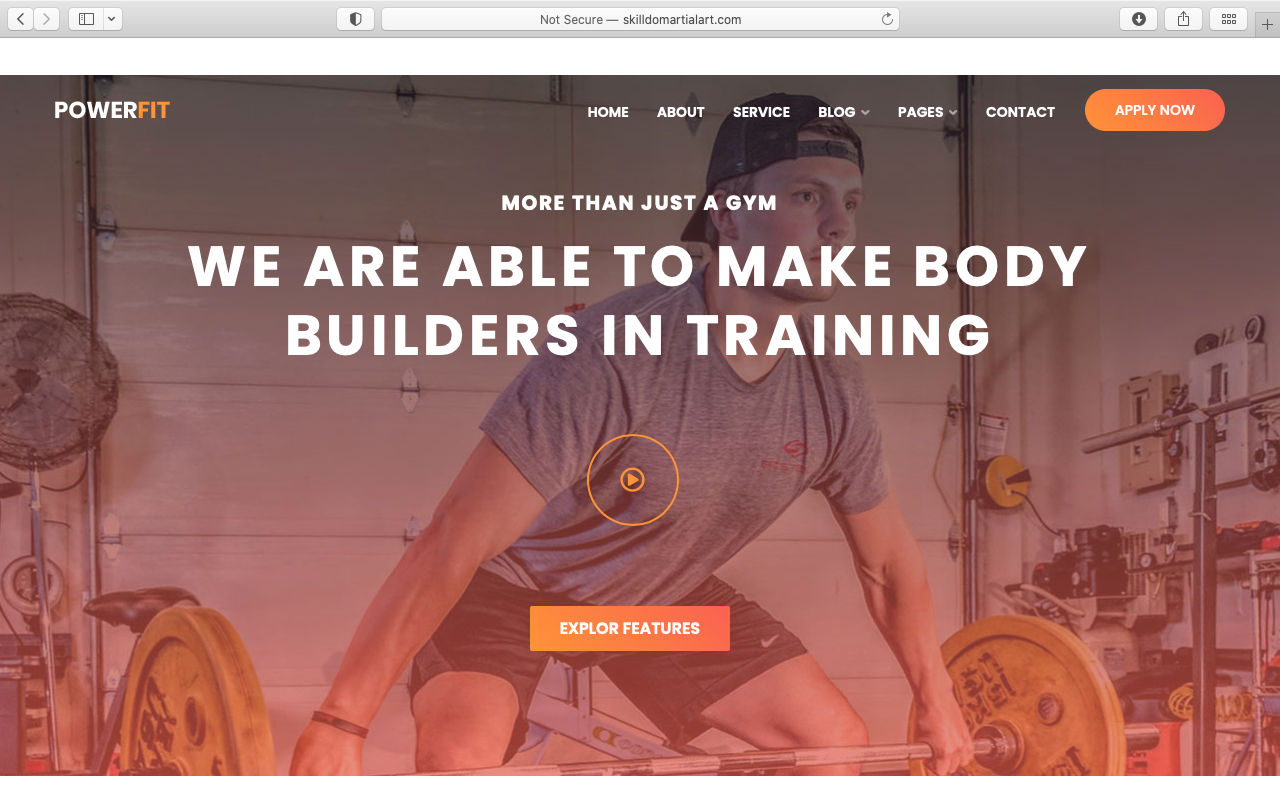 Not Secure — skilldomartialart.com
POWERFIT
HOME ABOUT SERVICE BLOG PAGES CONTACT APPLY NOW
MORE THAN JUST A GYM
WE ARE ABLE TO MAKE BODY
BUILDERS IN TRAINING
EXPLOR FEATURES